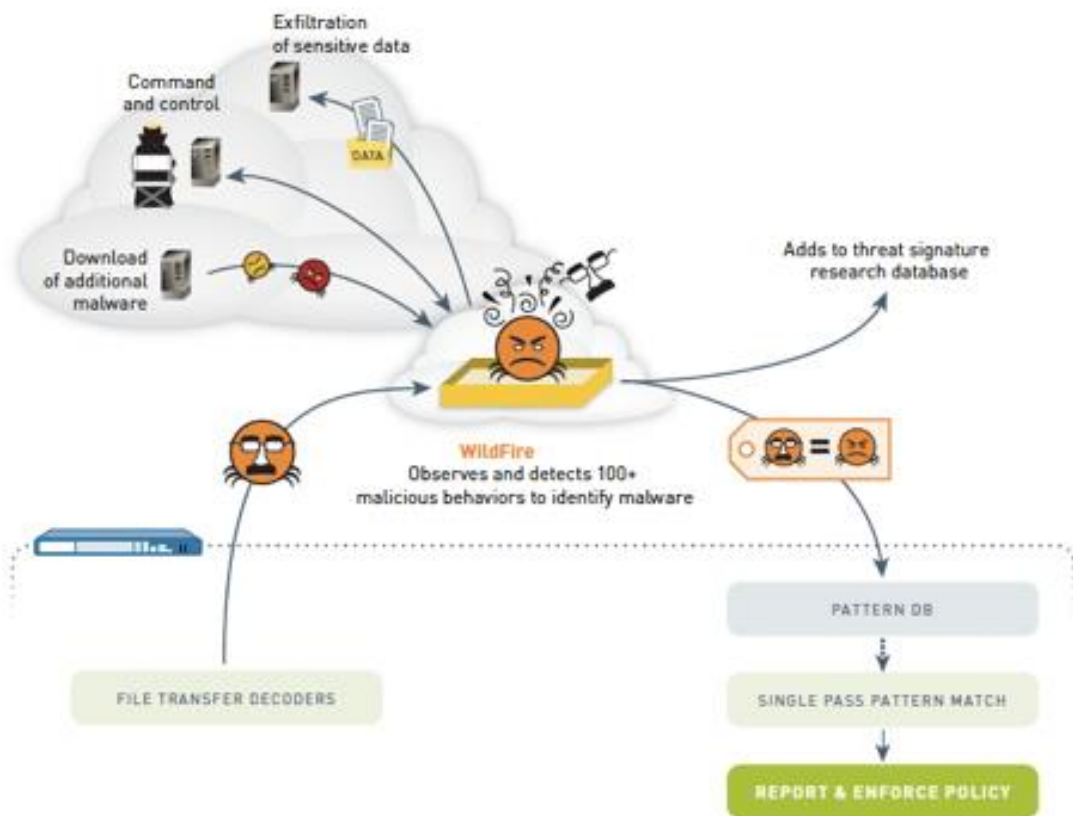 Exfiltration
of sensitive data
Command
and control
DATA
Download
of additional
malware
Adds to threat signature
research database
WildFire
Observes and detects 100+
malicious behaviors to identify malware
=
PATTERN DB
FILE TRANSFER DECODERS
SINGLE PASS PATTERN MATCH
REPORT & ENFORCE POLICY